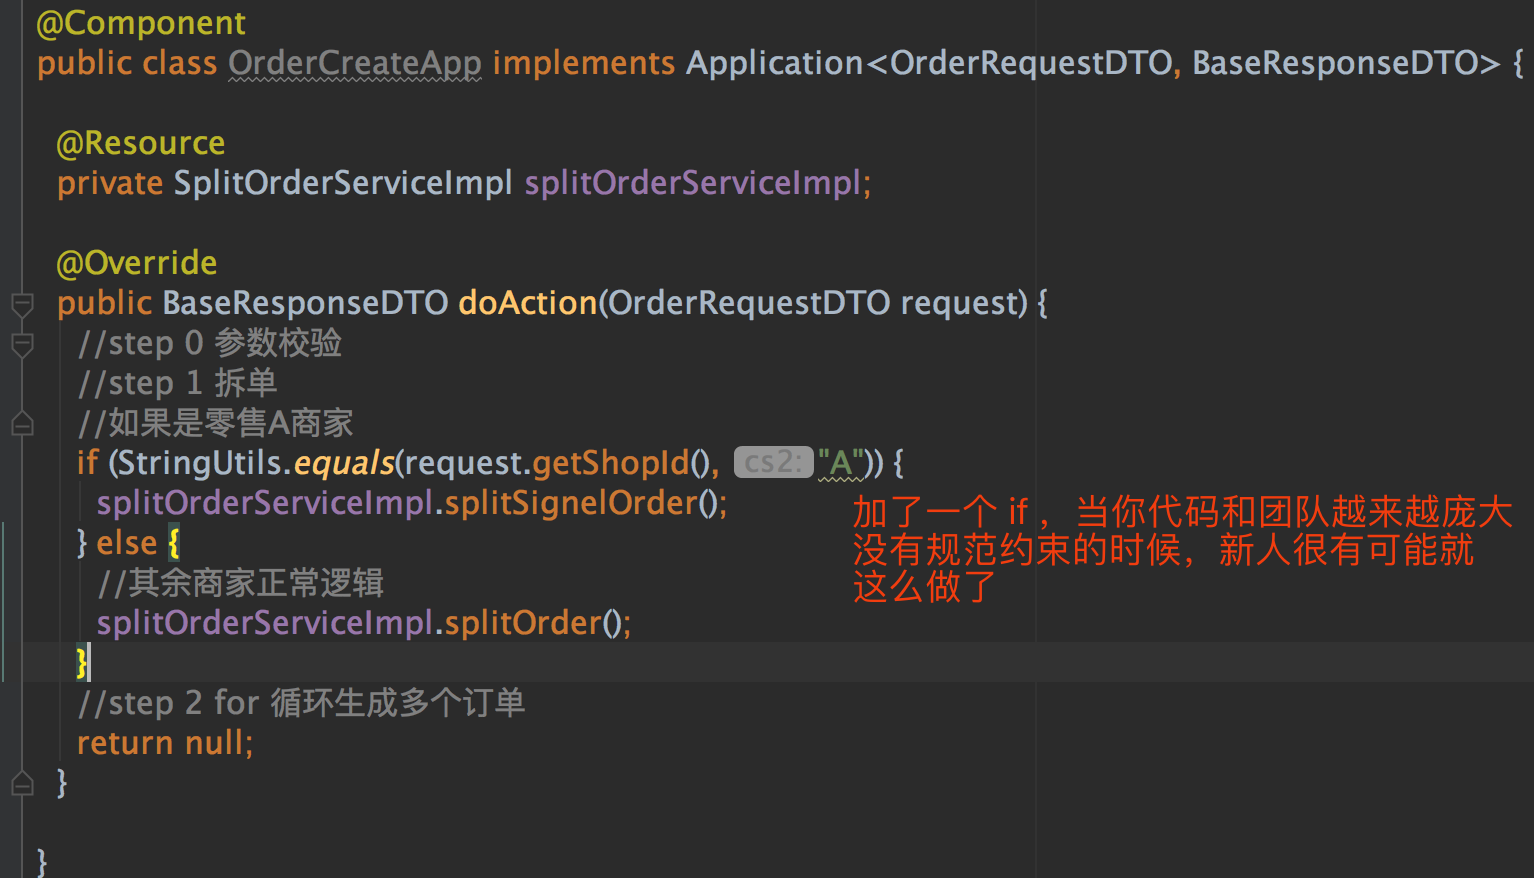 @Component
public class OrderCreateApp implements Application<OrderRequestDTO, BaseResponseDTO> {
@Resource
private SplitOrderServiceImpl splitOrderServiceImpl;
@Override
public BaseResponseDTO doAction(OrderRequestDTO request) {
//step 0 参数校验
//step 1 拆单
//如果是零售A商家
if (StringUtils.equals(request.getShopId(), cs2: "A")) {
splitOrderServiceImpl.splitSignelOrder();
} else {
//其余商家正常逻辑
splitOrderServiceImpl.splitOrder();
}
//step 2 for 循环生成多个订单
return null;
}
}
加了一个 if ，当你代码和团队越来越庞大
没有规范约束的时候，新人很有可能就
这么做了